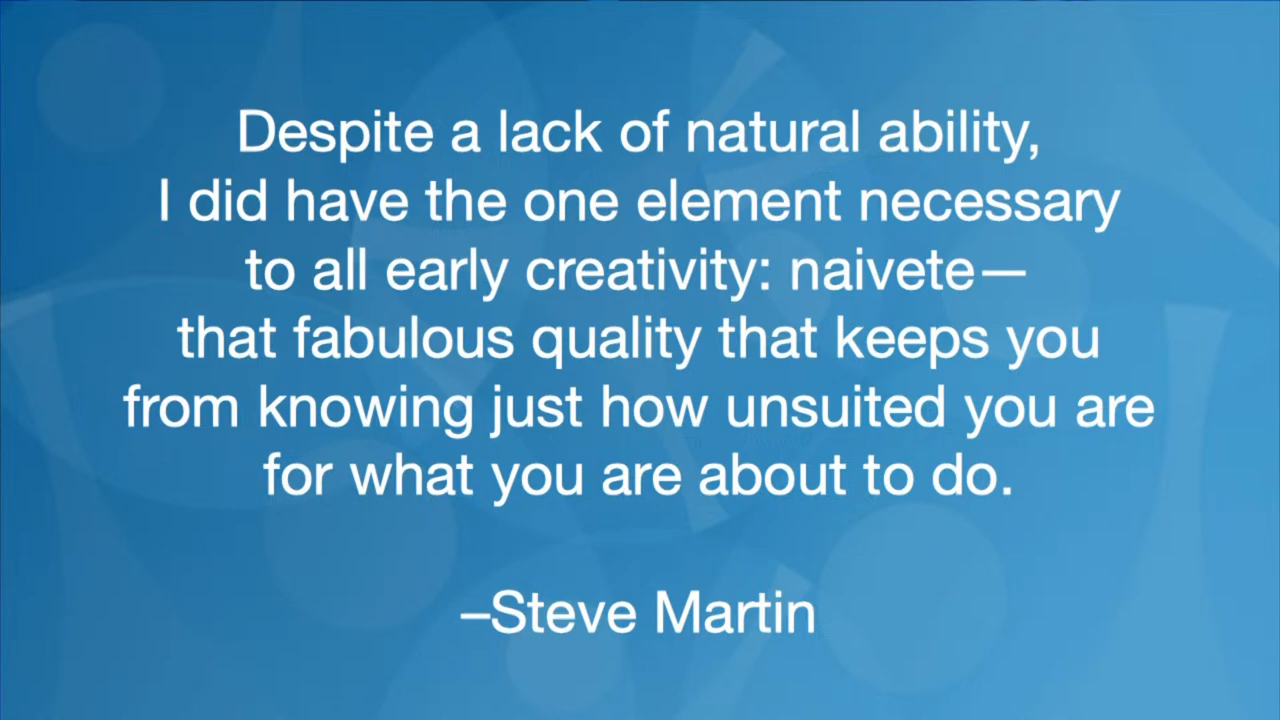 Despite a lack of natural ability,
I did have the one element necessary
to all early creativity: naivete—
that fabulous quality that keeps you
from knowing just how unsuited you are
for what you are about to do.
–Steve Martin